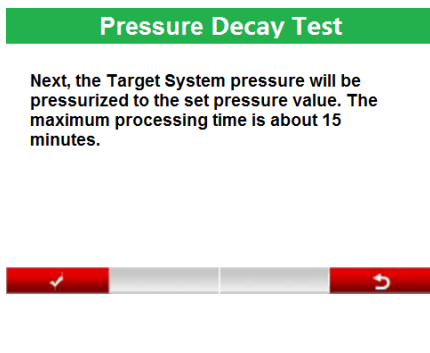 Pressure Decay Test
Next, the Target System pressure will be
pressurized to the set pressure value. The
maximum processing time is about 15
minutes.